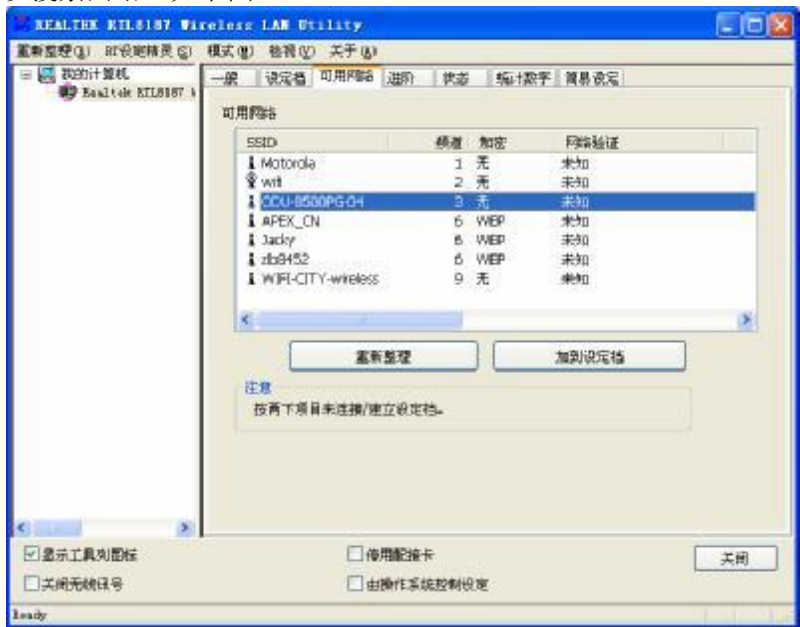 REALTEK RTL8187 Wireless LAN Utility
重新整理(R) RF设定精灵(S) 模式(M) 检视(V) 关于(A)
我的计算机
Realtek RTL8187
一般 设定档 可用网络 进阶 状态 统计数字 简易设定
可用网络
SSID 频道 加密 网络验证
Motorola 1 无 未知
wifi 2 无 未知
CDU-8500PG-04 3 无 未知
APEX_CN 6 WEP 未知
Jacky 6 WEP 未知
zlb9452 6 WEP 未知
WIFI-CITY-wireless 9 无 未知
重新整理 加到设定档
注意
按两下项目来连接/建立设定档。
显示工具列图标 停用配接卡 关闭
关闭无线讯号 由操作系统控制设定
Ready